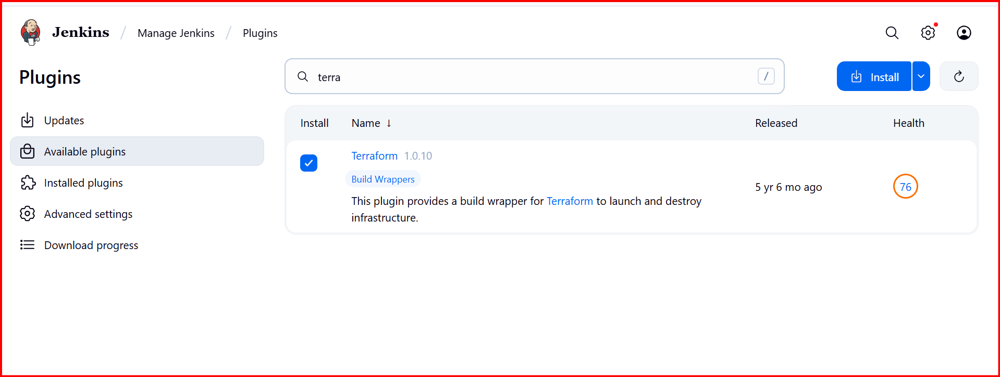 Jenkins / Manage Jenkins / Plugins
Plugins
terra /
Install
Updates
Available plugins
Installed plugins
Advanced settings
Download progress
Install Name ↓ Released Health
Terraform 1.0.10
Build Wrappers
This plugin provides a build wrapper for Terraform to launch and destroy
infrastructure.
5 yr 6 mo ago
76